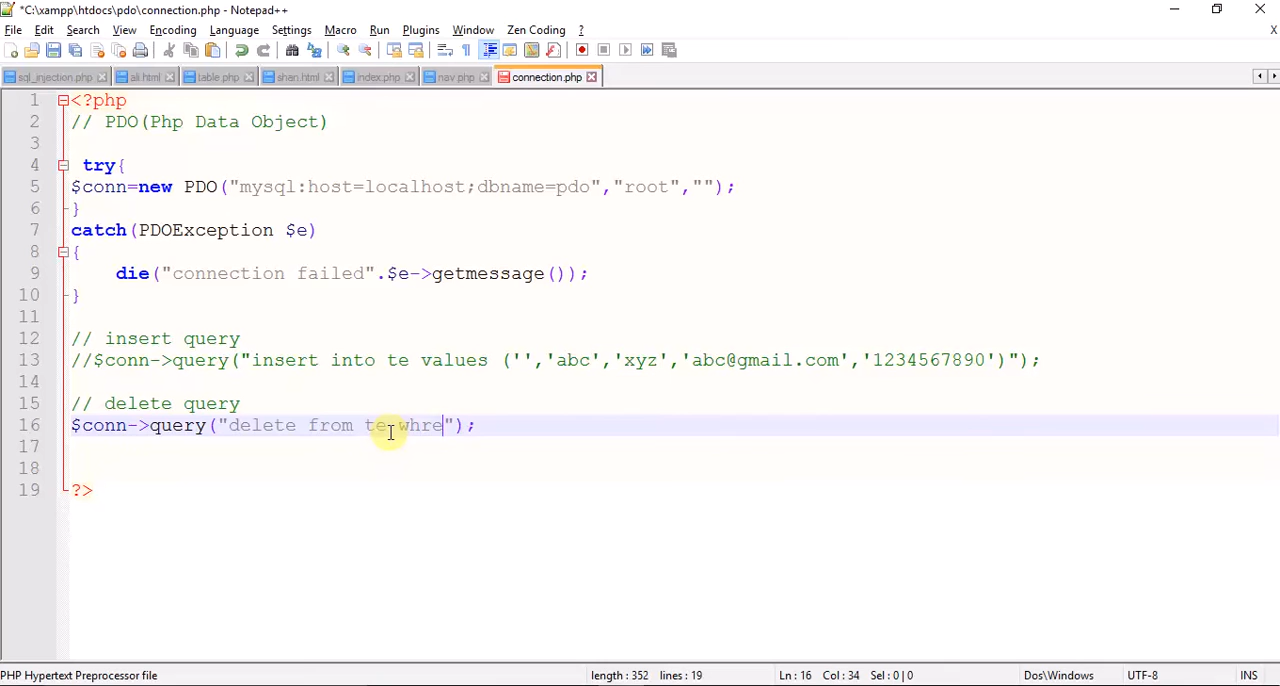 *C:\xampp\htdocs\pdo\connection.php - Notepad++
File Edit Search View Encoding Language Settings Macro Run Plugins Window Zen Coding ? X
sql_injection.php ali.html table.php shan.html index.php nav.php connection.php
1 <?php
2 // PDO(Php Data Object)
3
4 try{
5 $conn=new PDO("mysql:host=localhost;dbname=pdo","root","");
6 }
7 catch(PDOException $e)
8 {
9 die("connection failed".$e->getmessage());
10 }
11
12 // insert query
13 //$conn->query("insert into te values ('','abc','xyz','abc@gmail.com','1234567890')");
14
15 // delete query
16 $conn->query("delete from te whre");
17
18
19 ?>
PHP Hypertext Preprocessor file length : 352 lines : 19 Ln : 16 Col : 34 Sel : 0 | 0 Dos\Windows UTF-8 INS